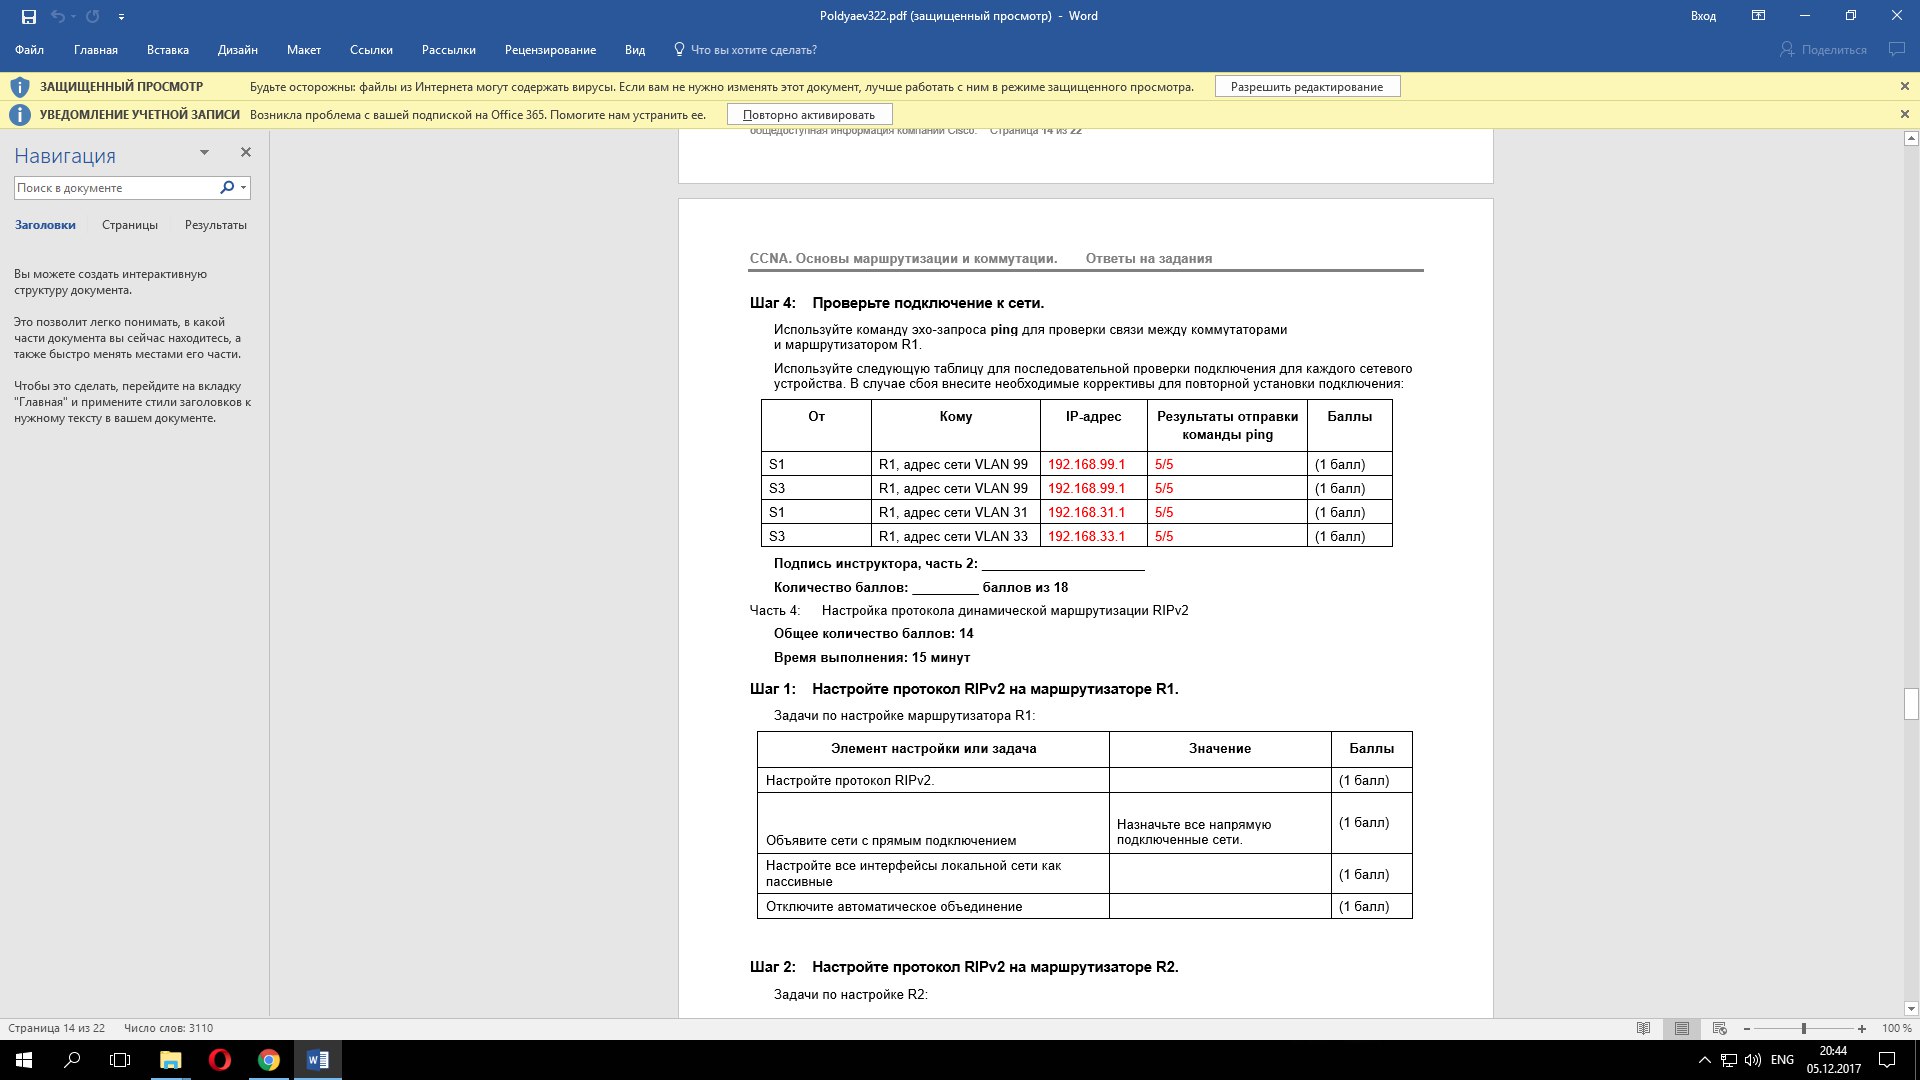 Poldyaev322.pdf (защищенный просмотр) - Word
Вход
Файл Главная Вставка Дизайн Макет Ссылки Рассылки Рецензирование Вид Что вы хотите сделать? Поделиться
ЗАЩИЩЕННЫЙ ПРОСМОТР Будьте осторожны: файлы из Интернета могут содержать вирусы. Если вам не нужно изменять этот документ, лучше работать с ним в режиме защищенного просмотра. Разрешить редактирование
УВЕДОМЛЕНИЕ УЧЕТНОЙ ЗАПИСИ Возникла проблема с вашей подпиской на Office 365. Помогите нам устранить ее. Повторно активировать
Навигация
Поиск в документе
Заголовки Страницы Результаты
Вы можете создать интерактивную
структуру документа.
Это позволит легко понимать, в какой
части документа вы сейчас находитесь, а
также быстро менять местами его части.
Чтобы это сделать, перейдите на вкладку
"Главная" и примените стили заголовков к
нужному тексту в вашем документе.
общедоступная информация компании Cisco. Страница 14 из 22
CCNA. Основы маршрутизации и коммутации. Ответы на задания
Шаг 4: Проверьте подключение к сети.
Используйте команду эхо-запроса ping для проверки связи между коммутаторами
и маршрутизатором R1.
Используйте следующую таблицу для последовательной проверки подключения для каждого сетевого
устройства. В случае сбоя внесите необходимые коррективы для повторной установки подключения:
От Кому IP-адрес Результаты отправки Баллы
команды ping
S1 R1, адрес сети VLAN 99 192.168.99.1 5/5 (1 балл)
S3 R1, адрес сети VLAN 99 192.168.99.1 5/5 (1 балл)
S1 R1, адрес сети VLAN 31 192.168.31.1 5/5 (1 балл)
S3 R1, адрес сети VLAN 33 192.168.33.1 5/5 (1 балл)
Подпись инструктора, часть 2: ______________________
Количество баллов: _________ баллов из 18
Часть 4: Настройка протокола динамической маршрутизации RIPv2
Общее количество баллов: 14
Время выполнения: 15 минут
Шаг 1: Настройте протокол RIPv2 на маршрутизаторе R1.
Задачи по настройке маршрутизатора R1:
Элемент настройки или задача Значение Баллы
Настройте протокол RIPv2. (1 балл)
Объявите сети с прямым подключением Назначьте все напрямую (1 балл)
подключенные сети.
Настройте все интерфейсы локальной сети как (1 балл)
пассивные
Отключите автоматическое объединение (1 балл)
Шаг 2: Настройте протокол RIPv2 на маршрутизаторе R2.
Задачи по настройке R2:
Страница 14 из 22 Число слов: 3110 100 %
ENG 20:44
05.12.2017